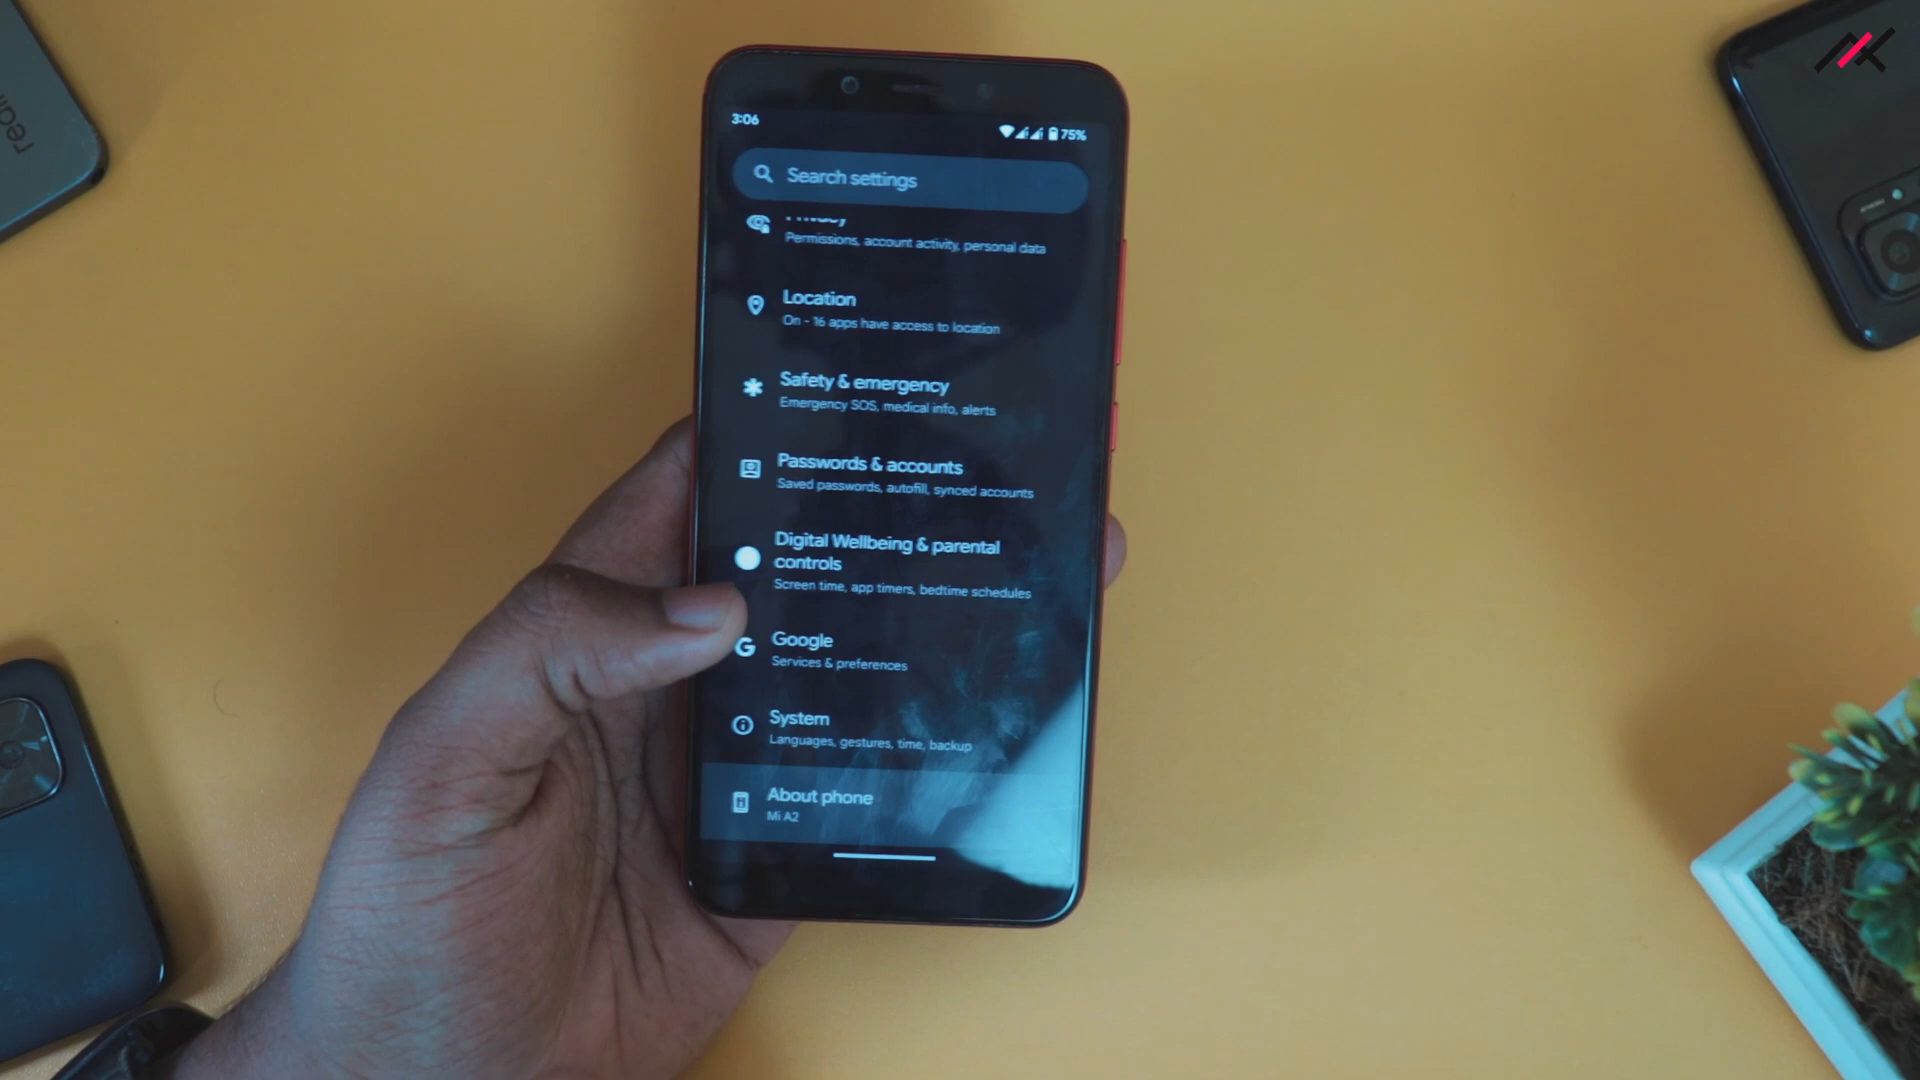 realme
3:06
75%
Search settings
Privacy
Permissions, account activity, personal data
Location
On - 16 apps have access to location
Safety & emergency
Emergency SOS, medical info, alerts
Passwords & accounts
Saved passwords, autofill, synced accounts
Digital Wellbeing & parental
controls
Screen time, app timers, bedtime schedules
Google
Services & preferences
System
Languages, gestures, time, backup
About phone
Mi A2